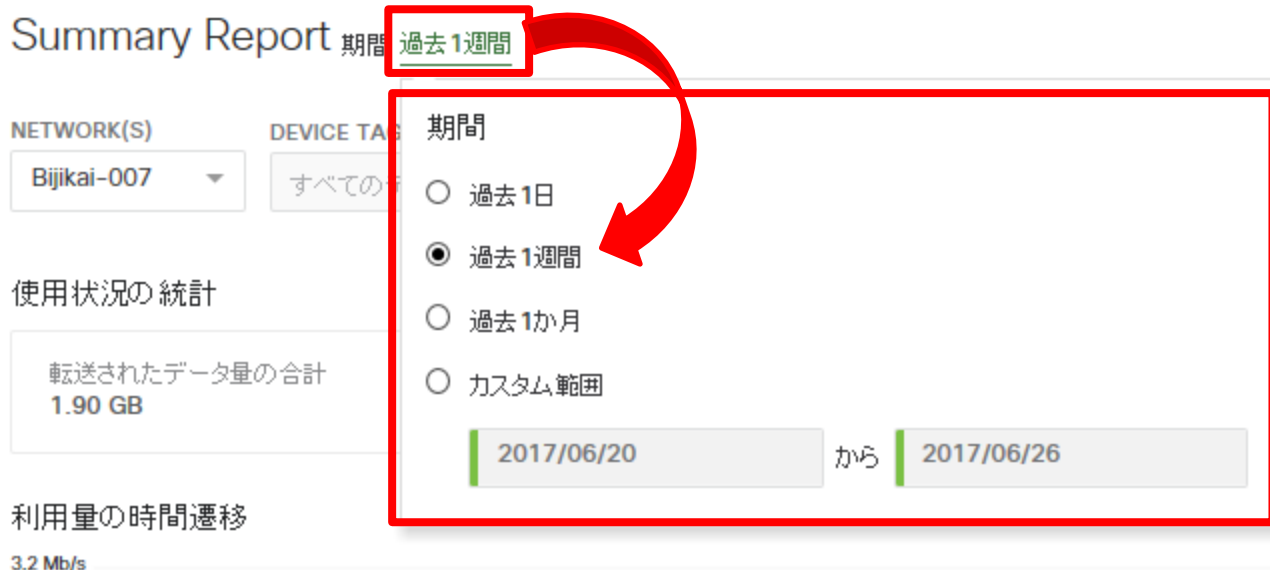 Summary Report 期間 過去1週間
NETWORK(S)
Bijikai-007
DEVICE TAG
すべての
期間
過去1日
過去1週間
過去1か月
カスタム範囲
2017/06/20 から 2017/06/26
使用状況の統計
転送されたデータ量の合計
1.90 GB
利用量の時間遷移
3.2 Mb/s